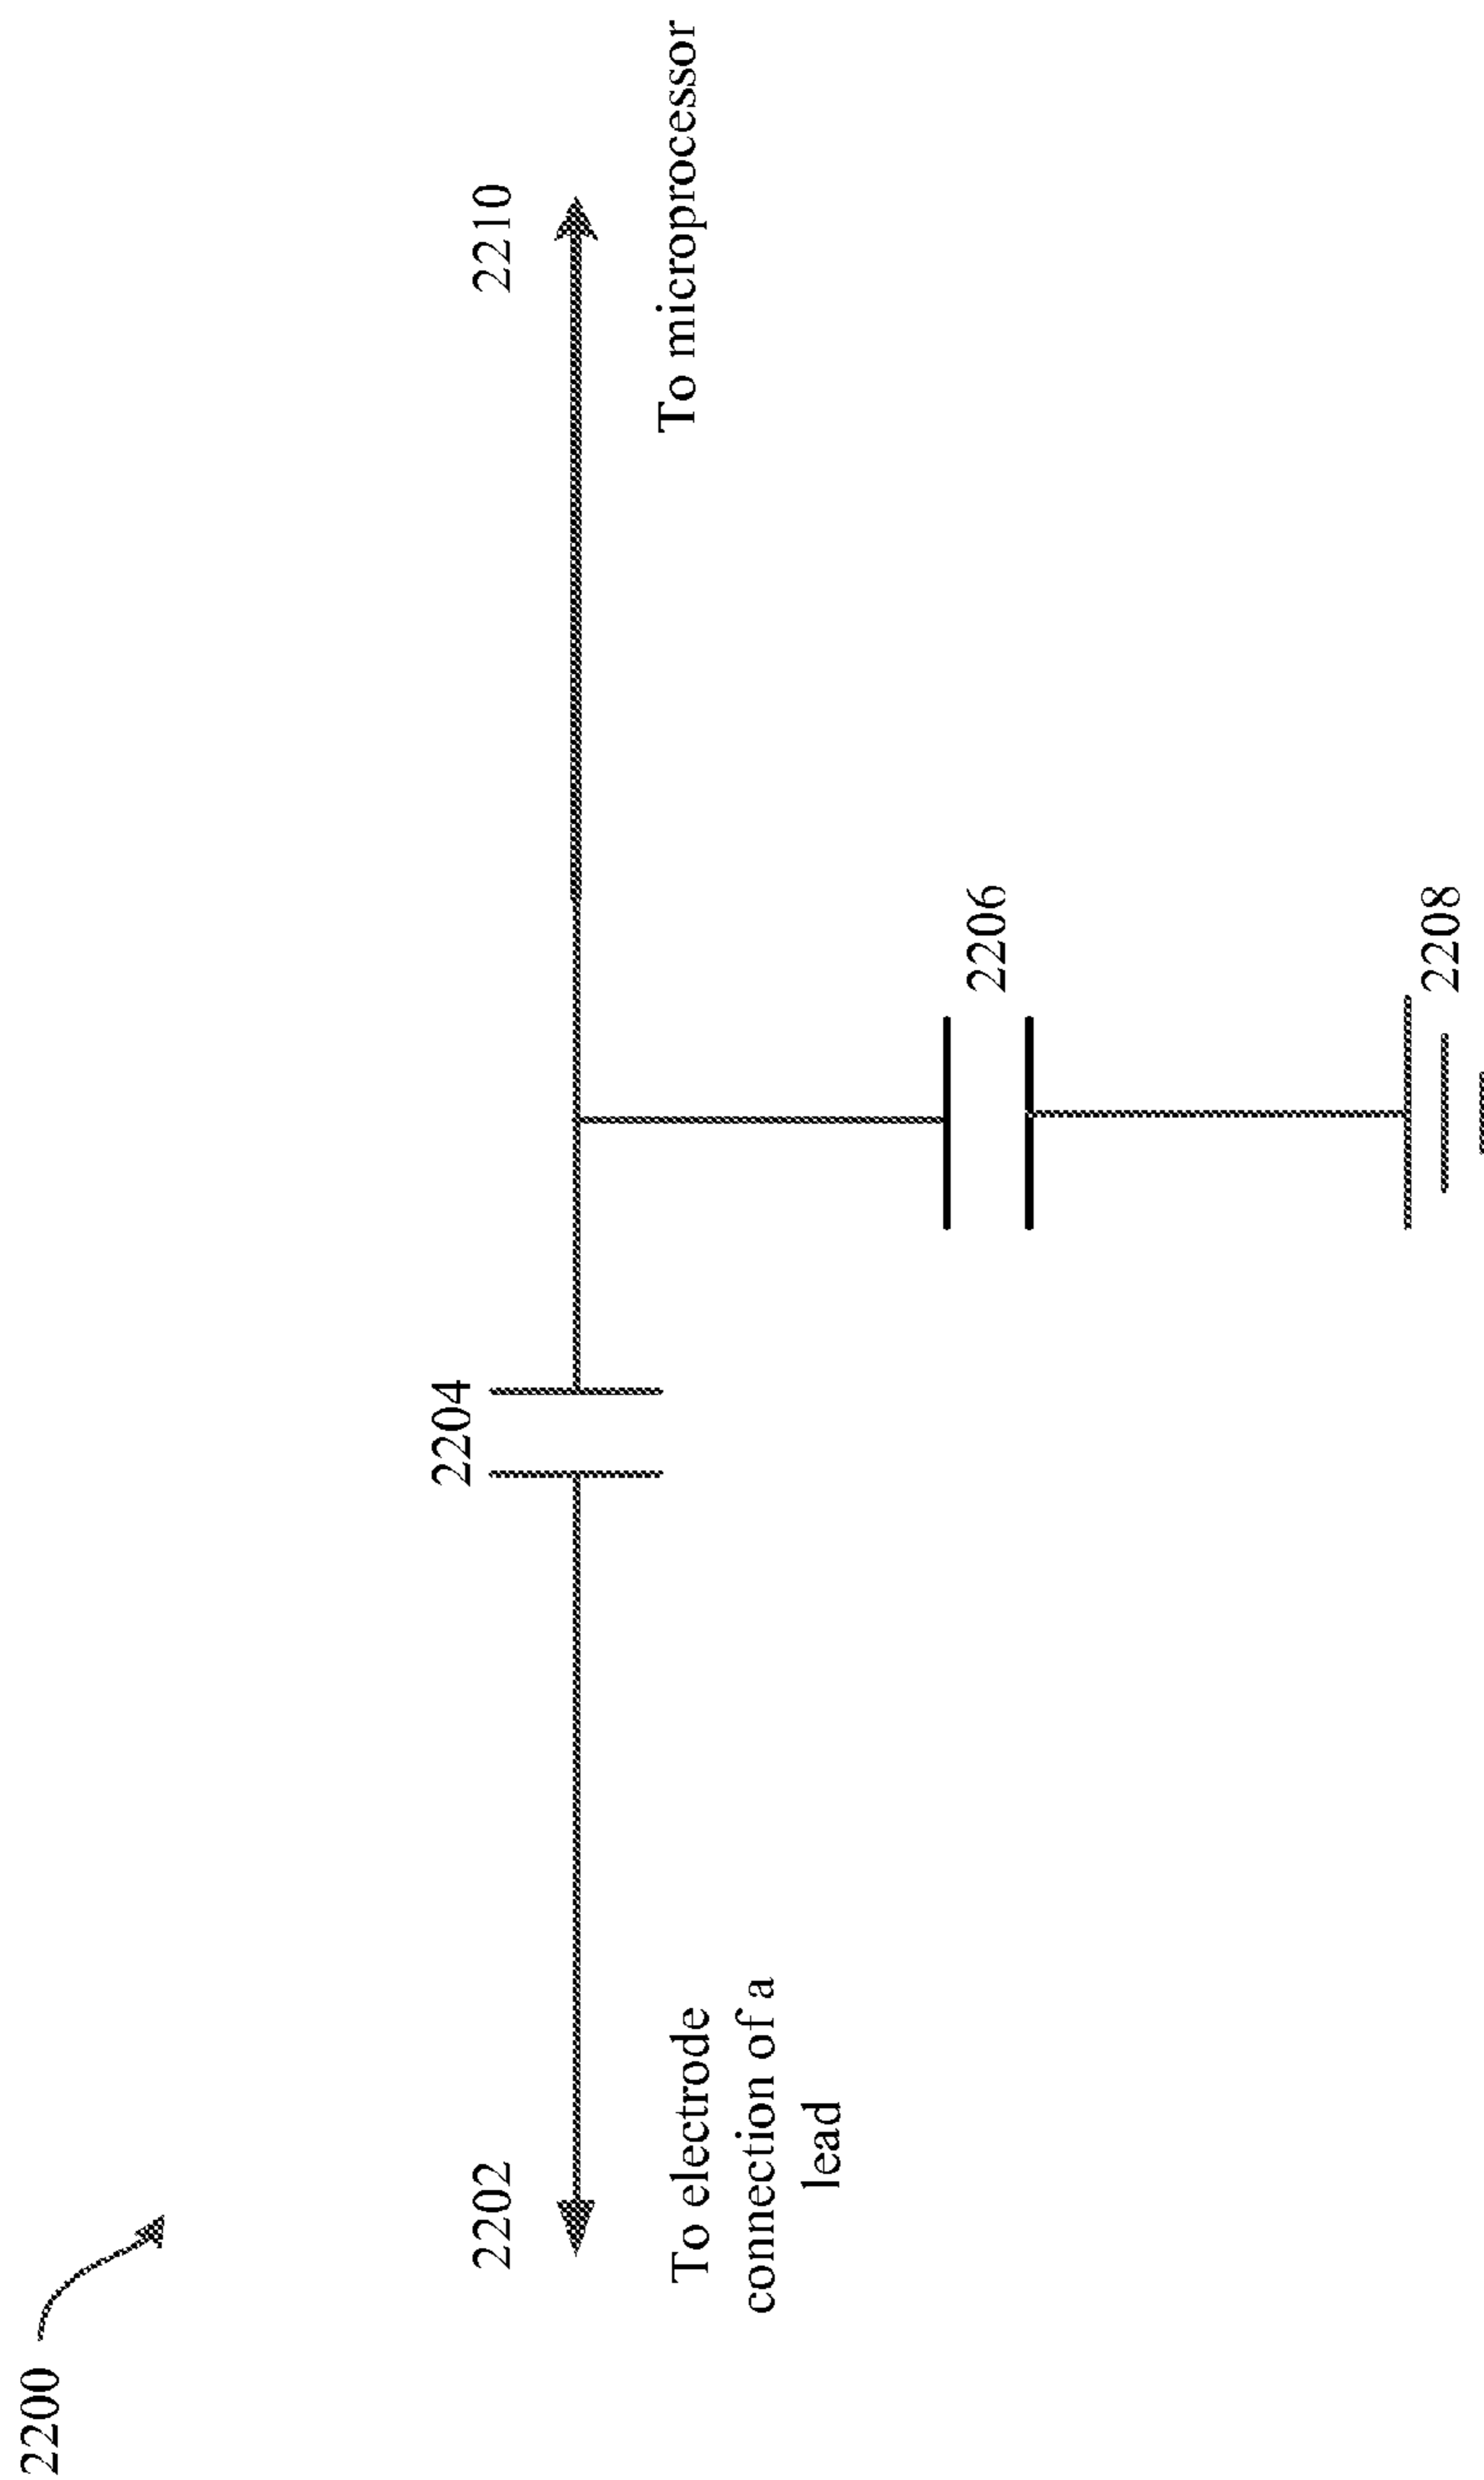 2200
2202
To electrode
connection of a
lead
2204
2206
2208
2210
To microprocessor